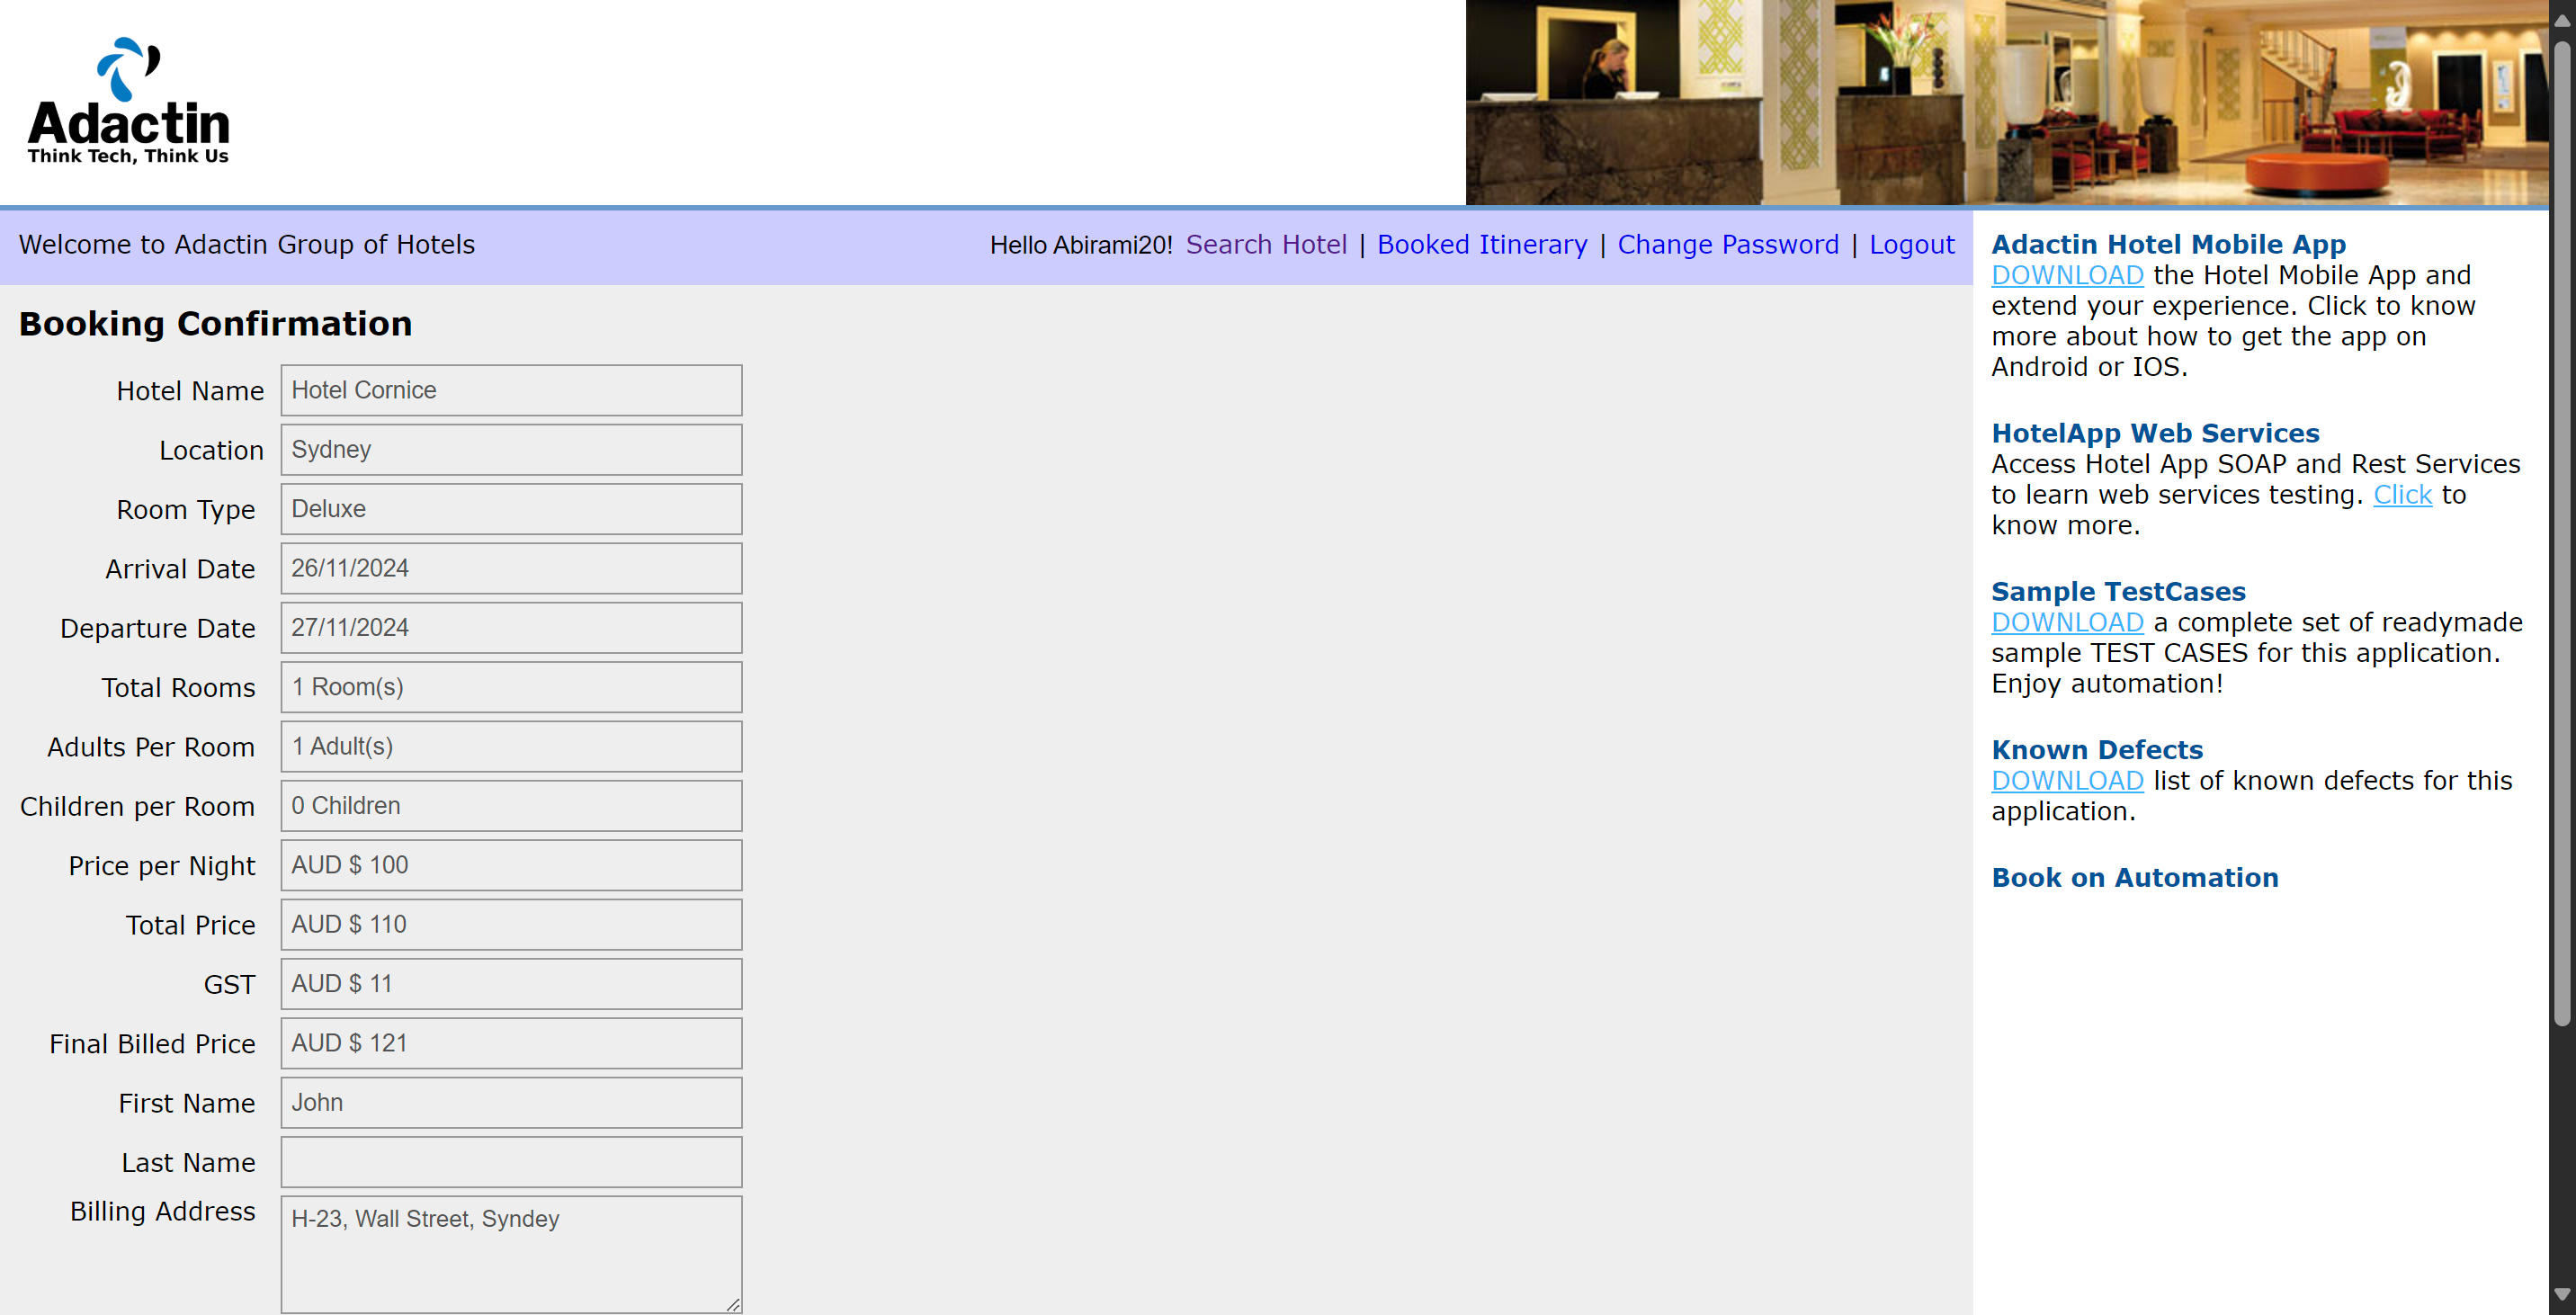 Adactin
Think Tech, Think Us
Welcome to Adactin Group of Hotels
Hello Abirami20! Search Hotel | Booked Itinerary | Change Password | Logout
Booking Confirmation
Hotel Name Hotel Cornice
Location Sydney
Room Type Deluxe
Arrival Date 26/11/2024
Departure Date 27/11/2024
Total Rooms 1 Room(s)
Adults Per Room 1 Adult(s)
Children per Room 0 Children
Price per Night AUD $ 100
Total Price AUD $ 110
GST AUD $ 11
Final Billed Price AUD $ 121
First Name John
Last Name
Billing Address H-23, Wall Street, Syndey
Adactin Hotel Mobile App
DOWNLOAD the Hotel Mobile App and
extend your experience. Click to know
more about how to get the app on
Android or IOS.
HotelApp Web Services
Access Hotel App SOAP and Rest Services
to learn web services testing. Click to
know more.
Sample TestCases
DOWNLOAD a complete set of readymade
sample TEST CASES for this application.
Enjoy automation!
Known Defects
DOWNLOAD list of known defects for this
application.
Book on Automation